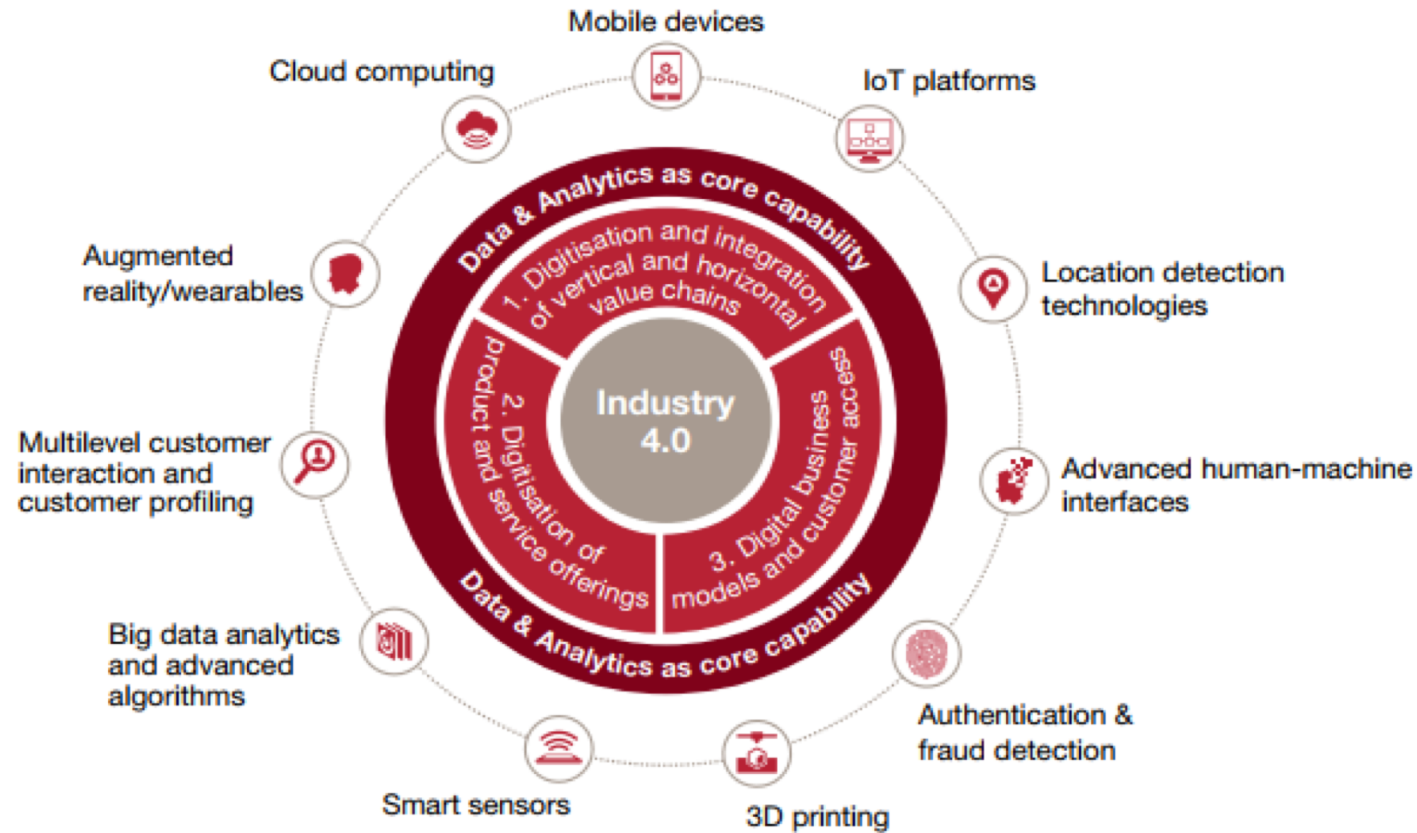 Mobile devices
Cloud computing
IoT platforms
Data & Analytics as core capability
1. Digitisation and integration
of vertical and horizontal
value chains
Augmented
reality/wearables
Location detection
technologies
Industry
4.0
2. Digitisation of
product and service offerings
3. Digital business
models and customer access
Multilevel customer
interaction and
customer profiling
Advanced human-machine
interfaces
Data & Analytics as core capability
Big data analytics
and advanced
algorithms
Authentication &
fraud detection
Smart sensors
3D printing